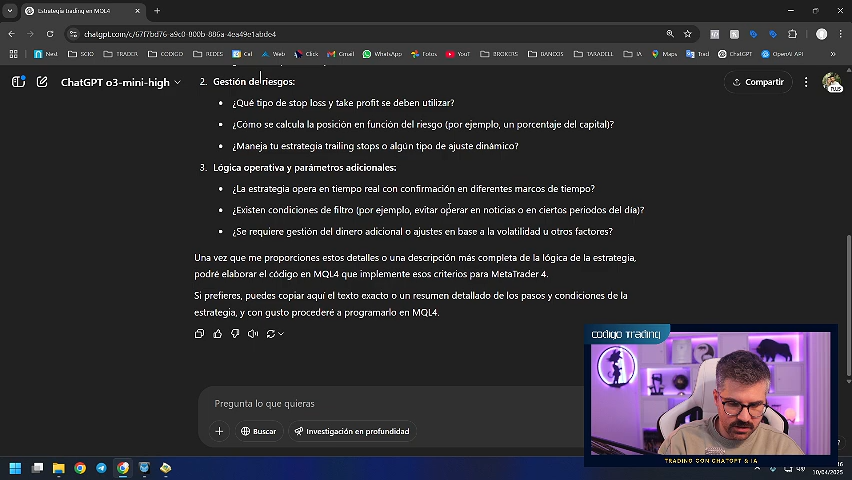 Estrategia trading en MQL4
chatgpt.com/c/67f7bd76-a9c0-800b-886a-4ea49e1abde4
Nest
SCIO
TRADER
CODIGO
REDES
Cal
Web
Click
Gmail
WhatsApp
Fotos
YouT
BROKERS
BANCOS
TARADELL
IA
Maps
Trad
ChatGPT
OpenAI API
ChatGPT o3-mini-high
Compartir
PLUS
2. Gestión de riesgos:
¿Qué tipo de stop loss y take profit se deben utilizar?
¿Cómo se calcula la posición en función del riesgo (por ejemplo, un porcentaje del capital)?
¿Maneja tu estrategia trailing stops o algún tipo de ajuste dinámico?
3. Lógica operativa y parámetros adicionales:
¿La estrategia opera en tiempo real con confirmación en diferentes marcos de tiempo?
¿Existen condiciones de filtro (por ejemplo, evitar operar en noticias o en ciertos periodos del día)?
¿Se requiere gestión del dinero adicional o ajustes en base a la volatilidad u otros factores?
Una vez que me proporciones estos detalles o una descripción más completa de la lógica de la estrategia,
podré elaborar el código en MQL4 que implemente esos criterios para MetaTrader 4.
Si prefieres, puedes copiar aquí el texto exacto o un resumen detallado de los pasos y condiciones de la
estrategia, y con gusto procederé a programarlo en MQL4.
Pregunta lo que quieras
Buscar
Investigación en profundidad
codigo Trading
TRADING CON CHATGPT & IA
10/04/2025